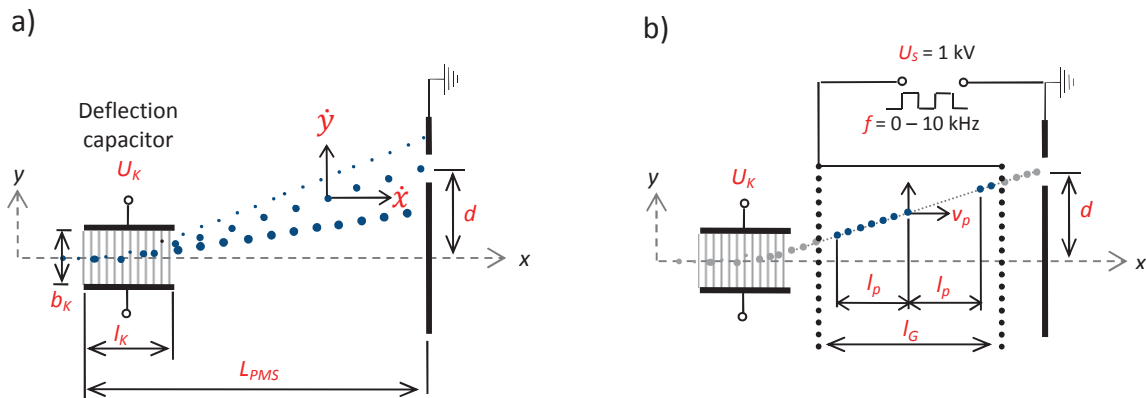 a)
Deflection
capacitor
U_K
y
ẏ
ẋ
d
x
b_K
l_K
L_PMS
b)
U_S = 1 kV
f = 0 – 10 kHz
U_K
y
v_p
d
x
l_p
l_p
l_G